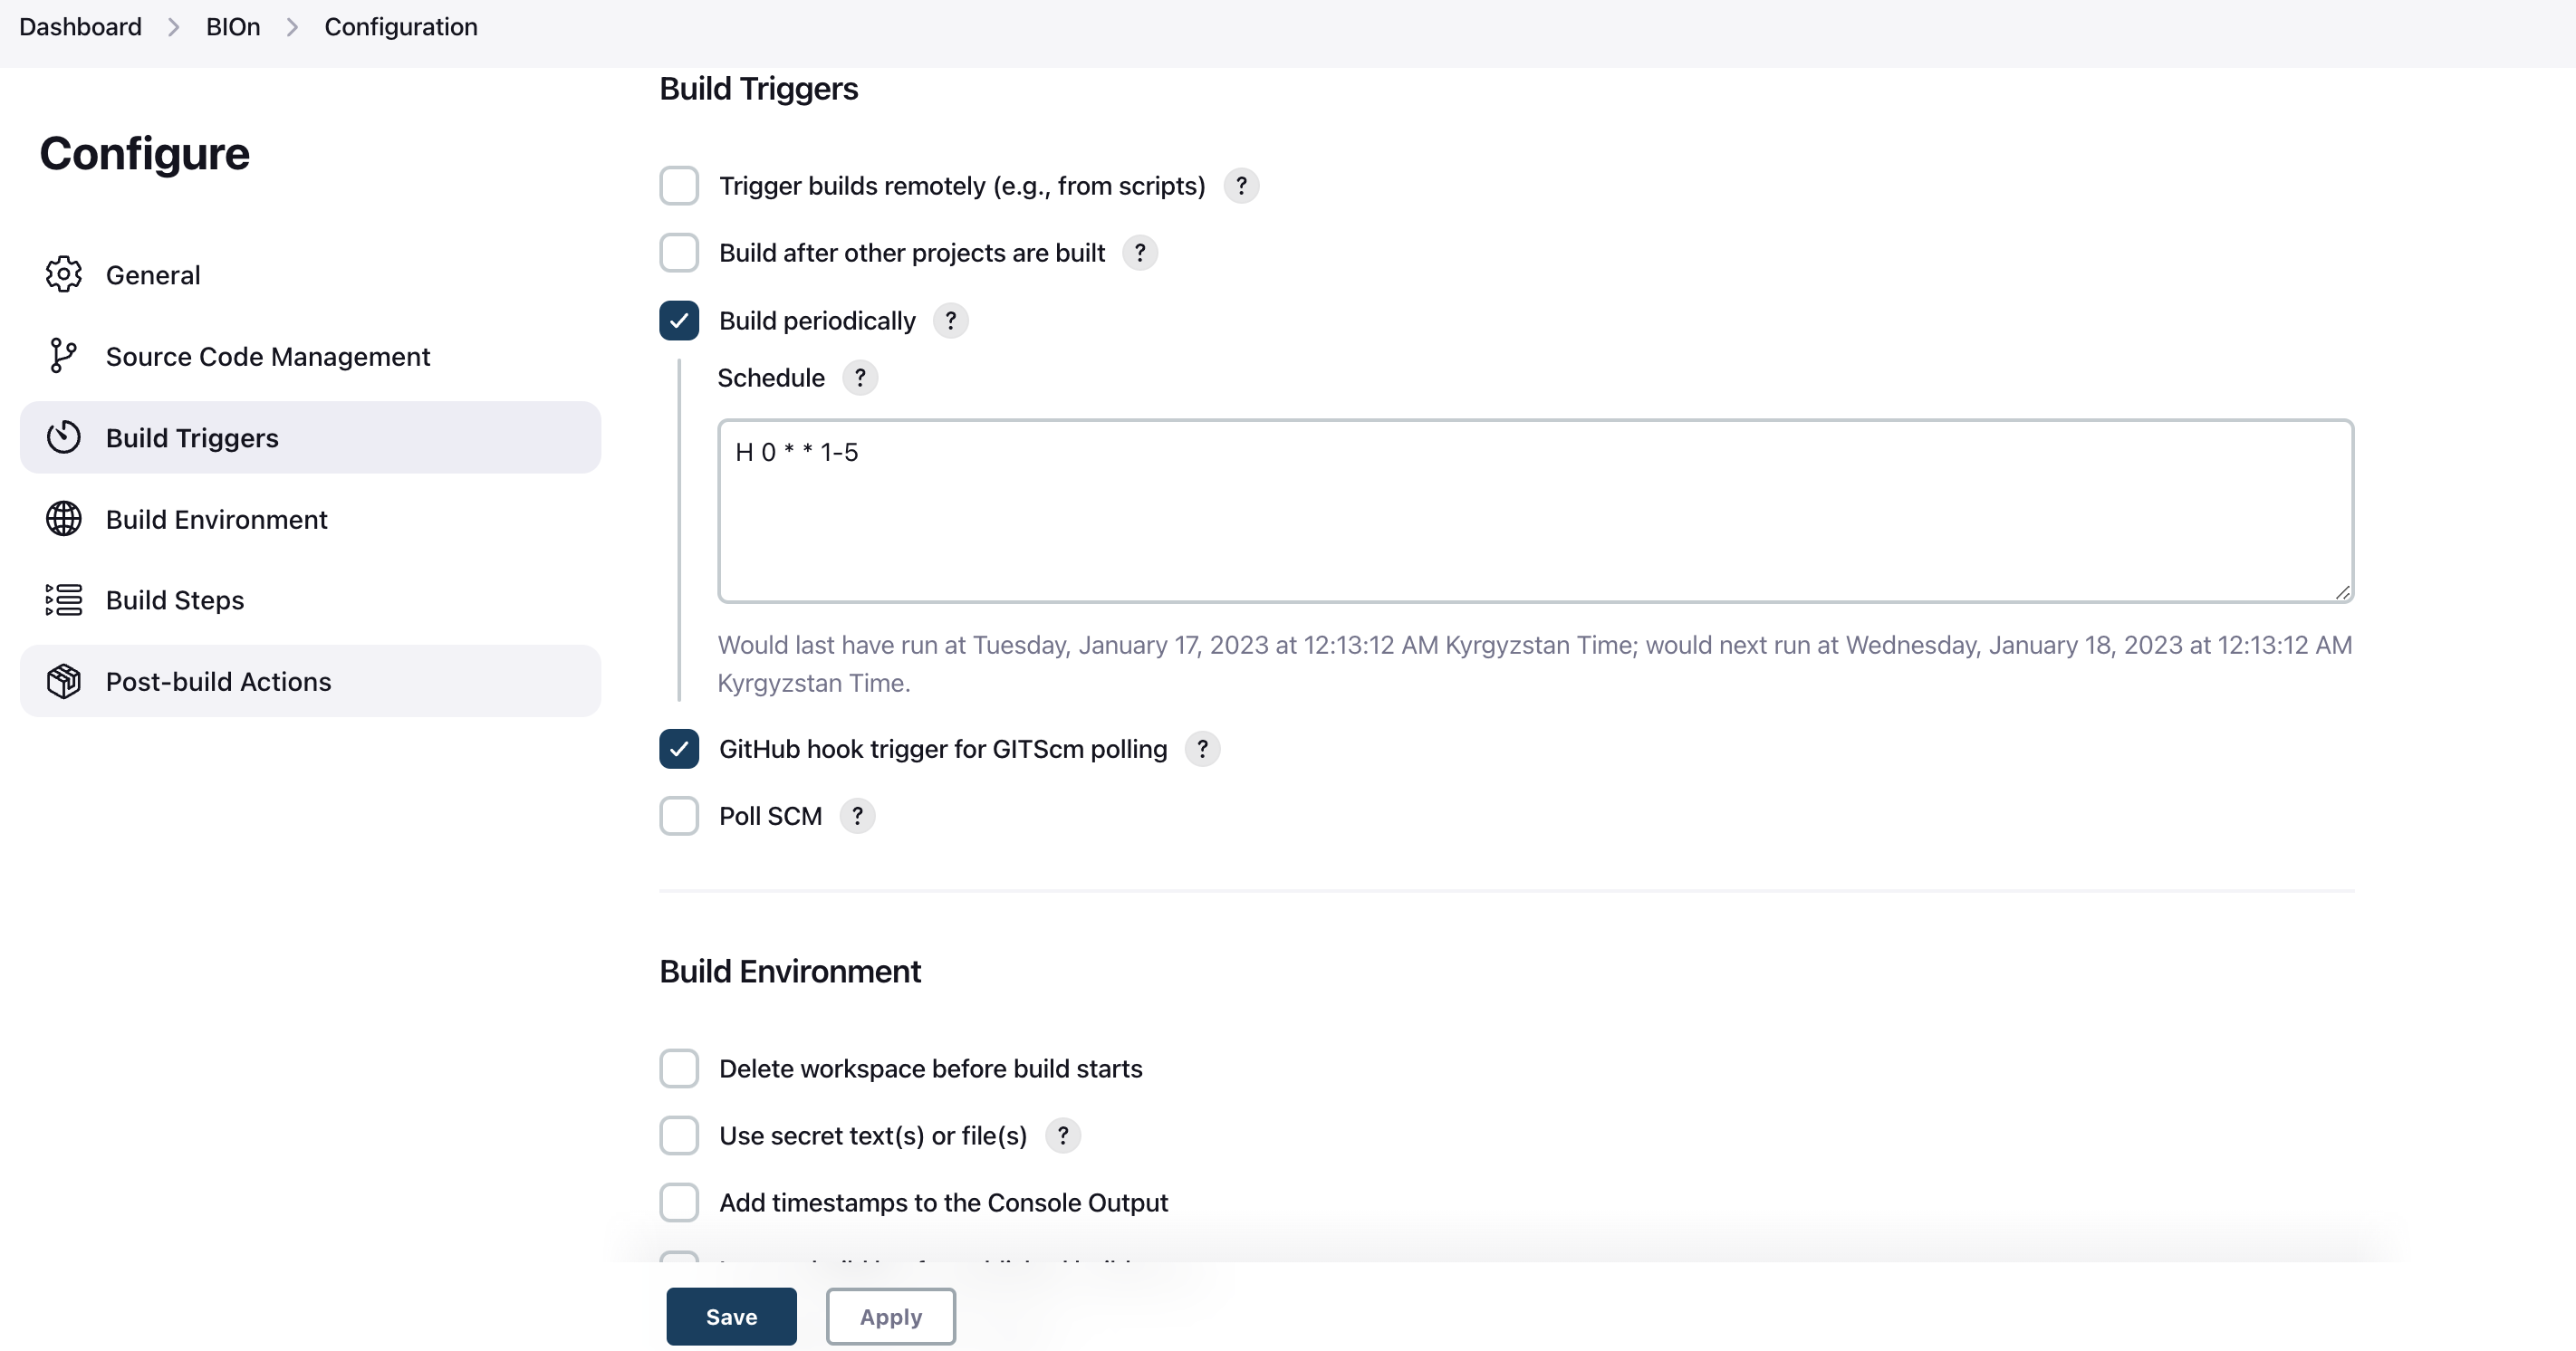 Dashboard > BIOn > Configuration
Configure
General
Source Code Management
Build Triggers
Build Environment
Build Steps
Post-build Actions
Build Triggers
Trigger builds remotely (e.g., from scripts) ?
Build after other projects are built ?
Build periodically ?
Schedule ?
H 0 * * 1-5
Would last have run at Tuesday, January 17, 2023 at 12:13:12 AM Kyrgyzstan Time; would next run at Wednesday, January 18, 2023 at 12:13:12 AM
Kyrgyzstan Time.
GitHub hook trigger for GITScm polling ?
Poll SCM ?
Build Environment
Delete workspace before build starts
Use secret text(s) or file(s) ?
Add timestamps to the Console Output
Save
Apply